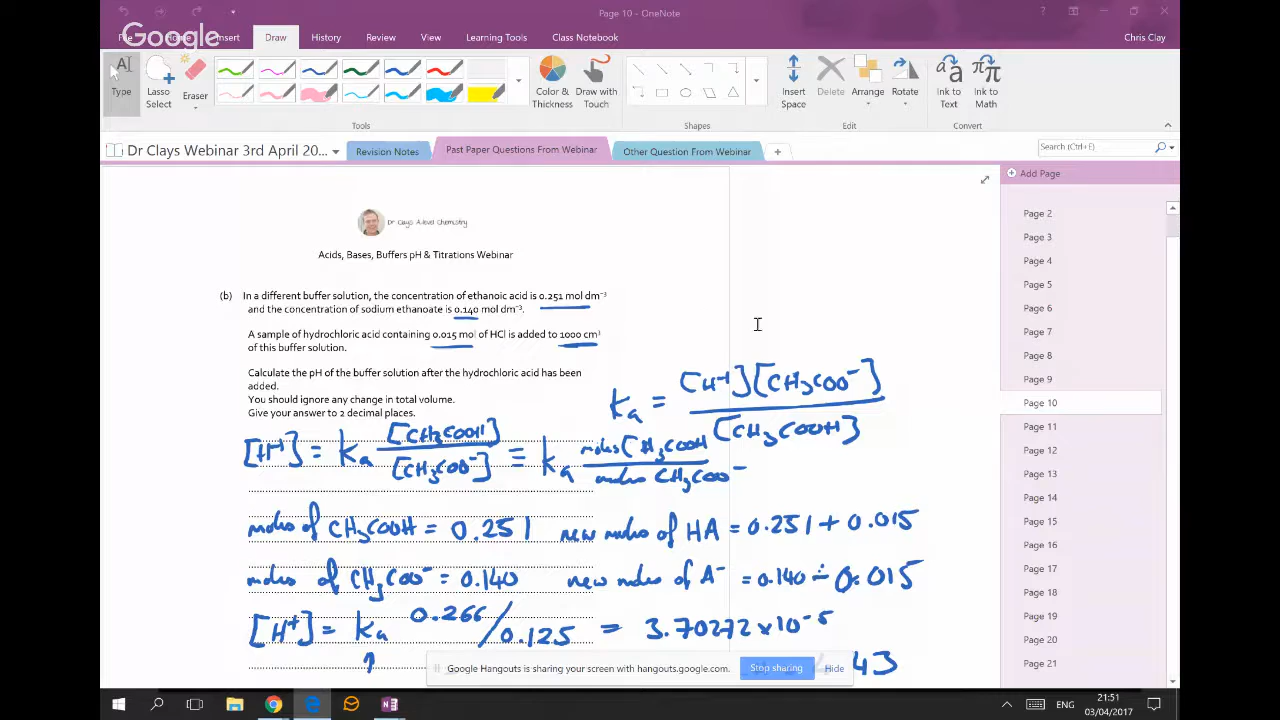 Page 10 - OneNote
Google
File Insert Draw History Review View Learning Tools Class Notebook
Chris Clay
Type
Lasso Select
Eraser
Color & Thickness
Draw with Touch
Insert Space
Delete
Arrange
Rotate
Ink to Text
Ink to Math
Tools
Shapes
Edit
Convert
Dr Clays Webinar 3rd April 20...
Revision Notes
Past Paper Questions From Webinar
Other Question From Webinar
Search (Ctrl+E)
Add Page
Page 2
Page 3
Page 4
Page 5
Page 6
Page 7
Page 8
Page 9
Page 10
Page 11
Page 12
Page 13
Page 14
Page 15
Page 16
Page 17
Page 18
Page 19
Page 20
Page 21
Dr Clays A level Chemistry
Acids, Bases, Buffers pH & Titrations Webinar
(b) In a different buffer solution, the concentration of ethanoic acid is 0.251 mol dm⁻³
and the concentration of sodium ethanoate is 0.140 mol dm⁻³.
A sample of hydrochloric acid containing 0.015 mol of HCl is added to 1000 cm³
of this buffer solution.
Calculate the pH of the buffer solution after the hydrochloric acid has been
added.
You should ignore any change in total volume.
Give your answer to 2 decimal places.
Ka = [H⁺][CH₃COO⁻] / [CH₃COOH]
[H⁺] = Ka [CH₃COOH] / [CH₃COO⁻] = Ka moles CH₃COOH / moles CH₃COO⁻
moles of CH₃COOH = 0.251 new moles of HA = 0.251 + 0.015
moles of CH₃COO⁻ = 0.140 new moles of A⁻ = 0.140 - 0.015
[H⁺] = Ka 0.266 / 0.125 = 3.70272 × 10⁻⁵
43
Google Hangouts is sharing your screen with hangouts.google.com.
Stop sharing
Hide
ENG
21:51
03/04/2017